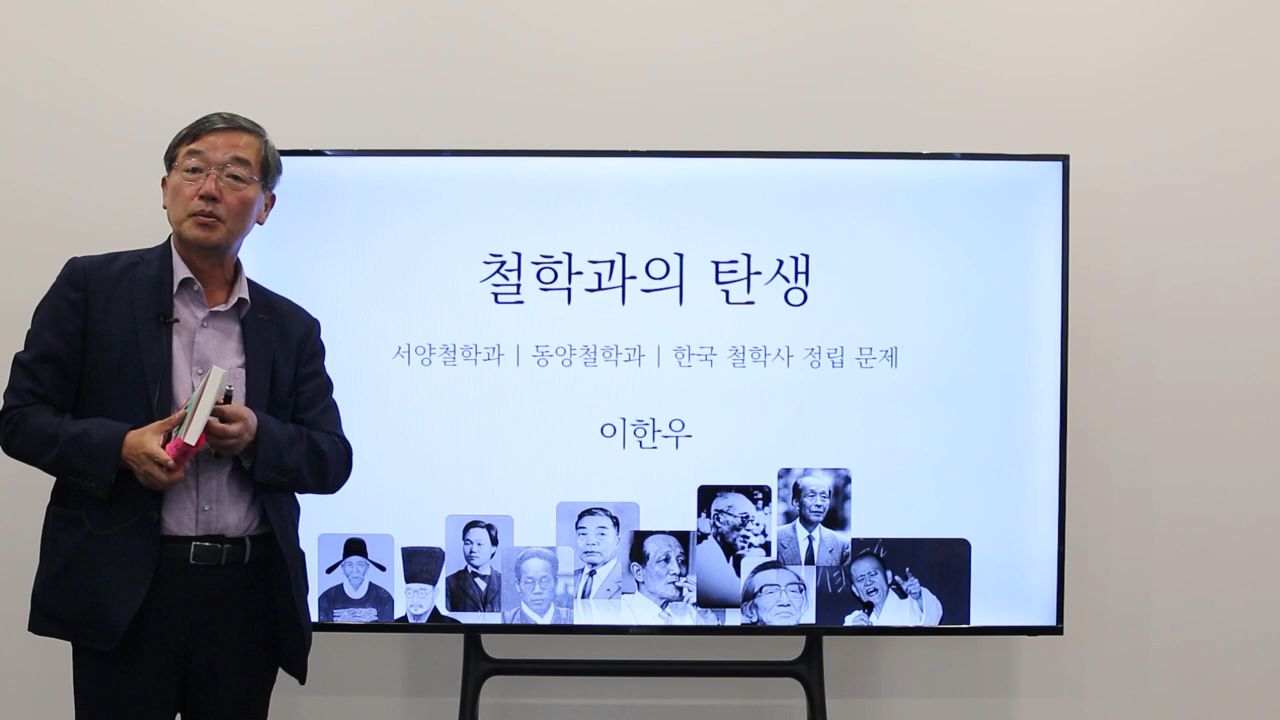 철학과의 탄생
서양철학과 | 동양철학과 | 한국 철학사 정립 문제
이한우